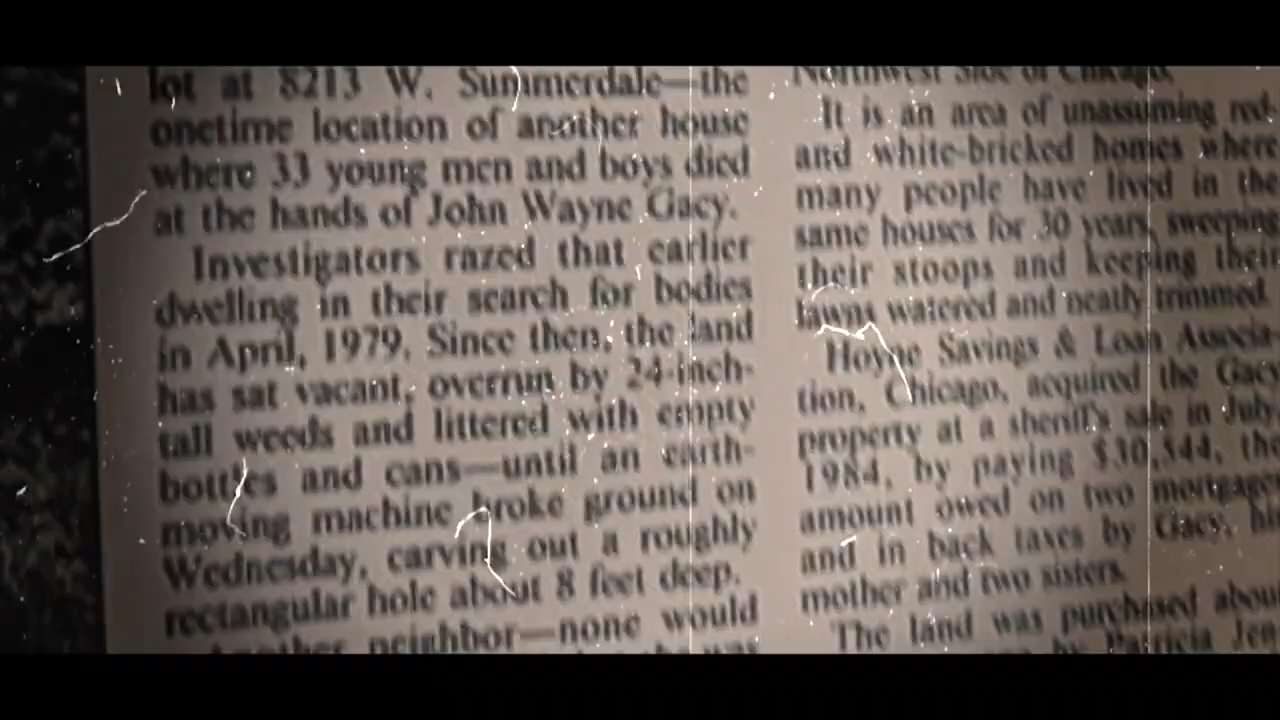 lot at 8213 W. Summerdale—the
onetime location of another house
where 33 young men and boys died
at the hands of John Wayne Gacy.
Investigators razed that earlier
dwelling in their search for bodies
in April, 1979. Since then, the land
has sat vacant, overrun by 24-inch-
tall weeds and littered with empty
bottles and cans—until an earth-
moving machine broke ground on
Wednesday, carving out a roughly
rectangular hole about 8 feet deep.
Another neighbor—none would
Northwest Side of Chicago.
It is an area of unassuming red-
and white-bricked homes where
many people have lived in the
same houses for 30 years, sweeping
their stoops and keeping their
lawns watered and neatly trimmed.
Hoyne Savings & Loan Associa-
tion, Chicago, acquired the Gacy
property at a sheriff's sale in July,
1984, by paying $30,544, the
amount owed on two mortgages
and in back taxes by Gacy, his
mother and two sisters.
The land was purchased about
by Patricia Jen